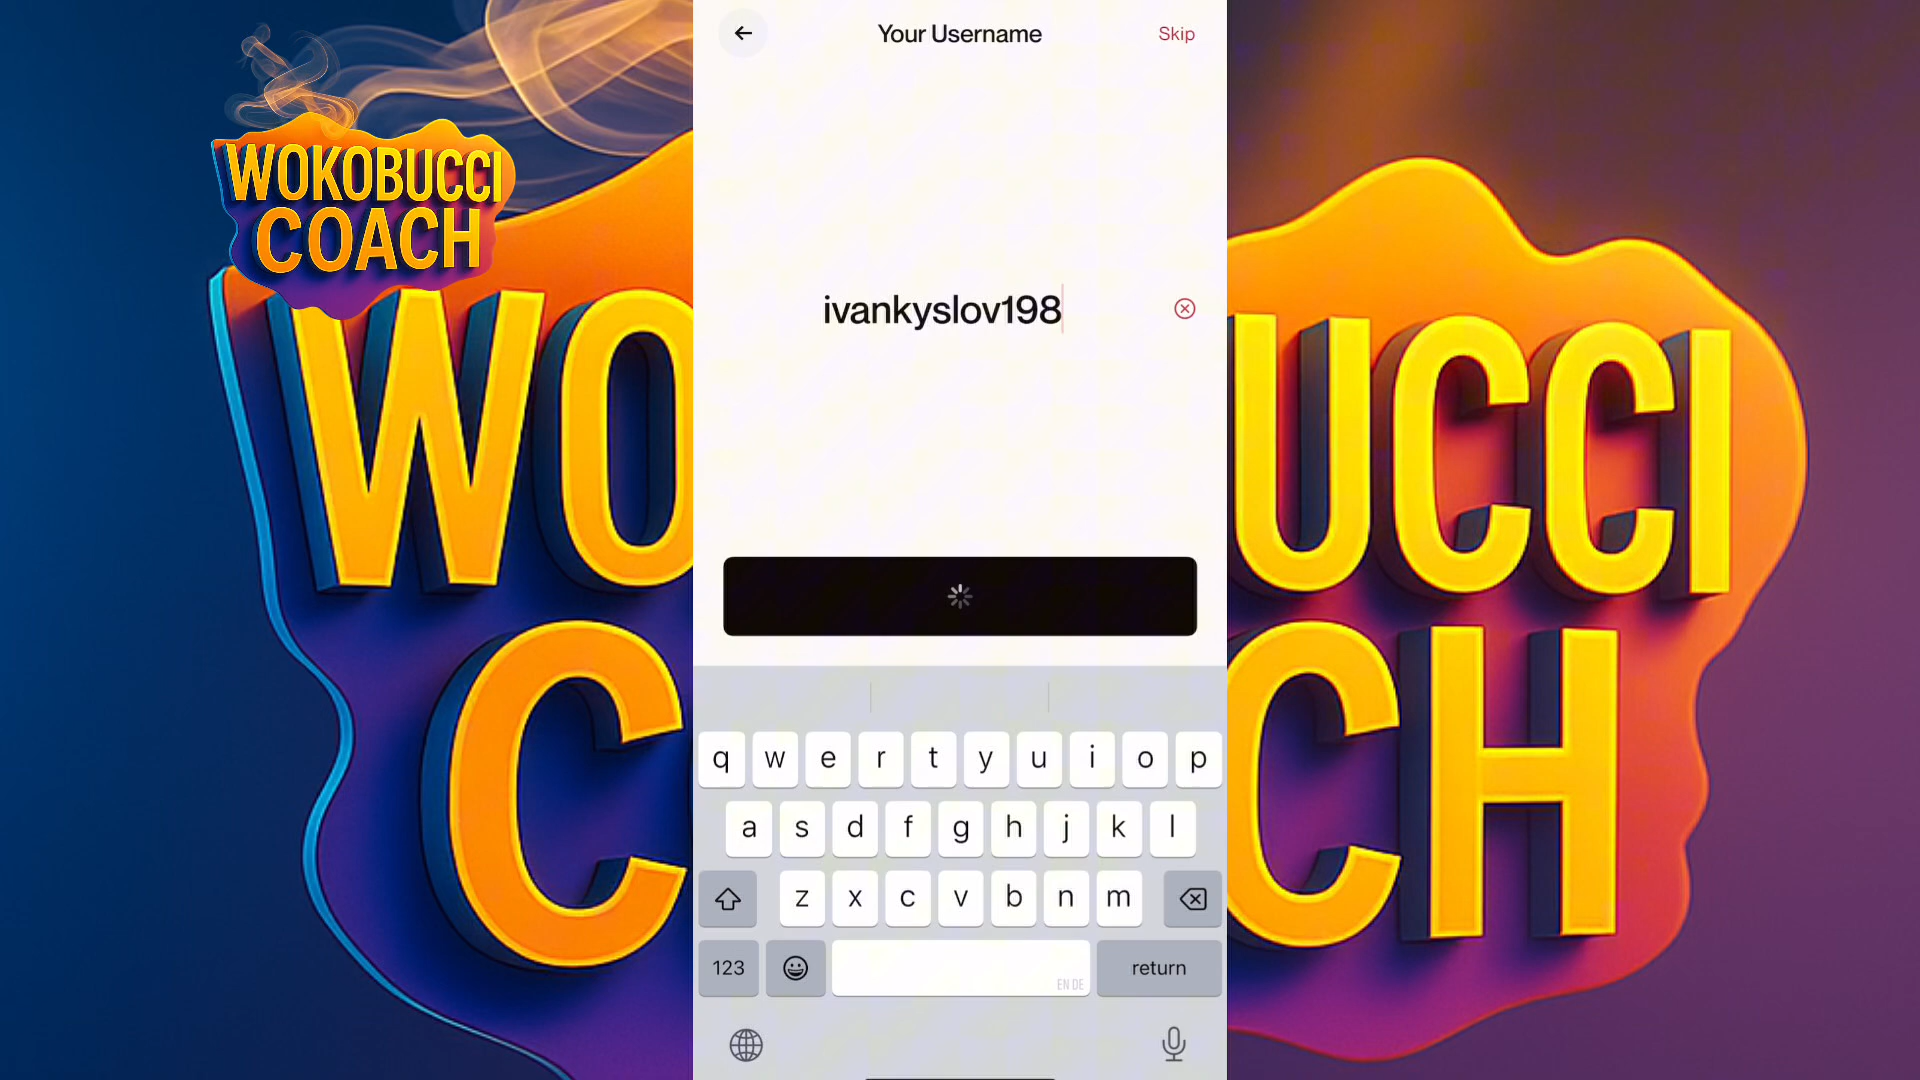 WOKOBUCCI
COACH
Your Username
Skip
ivankyslov198
WO
UCCI
C
CH
q w e r t y u i o p
a s d f g h j k l
z x c v b n m
123
EN DE
return